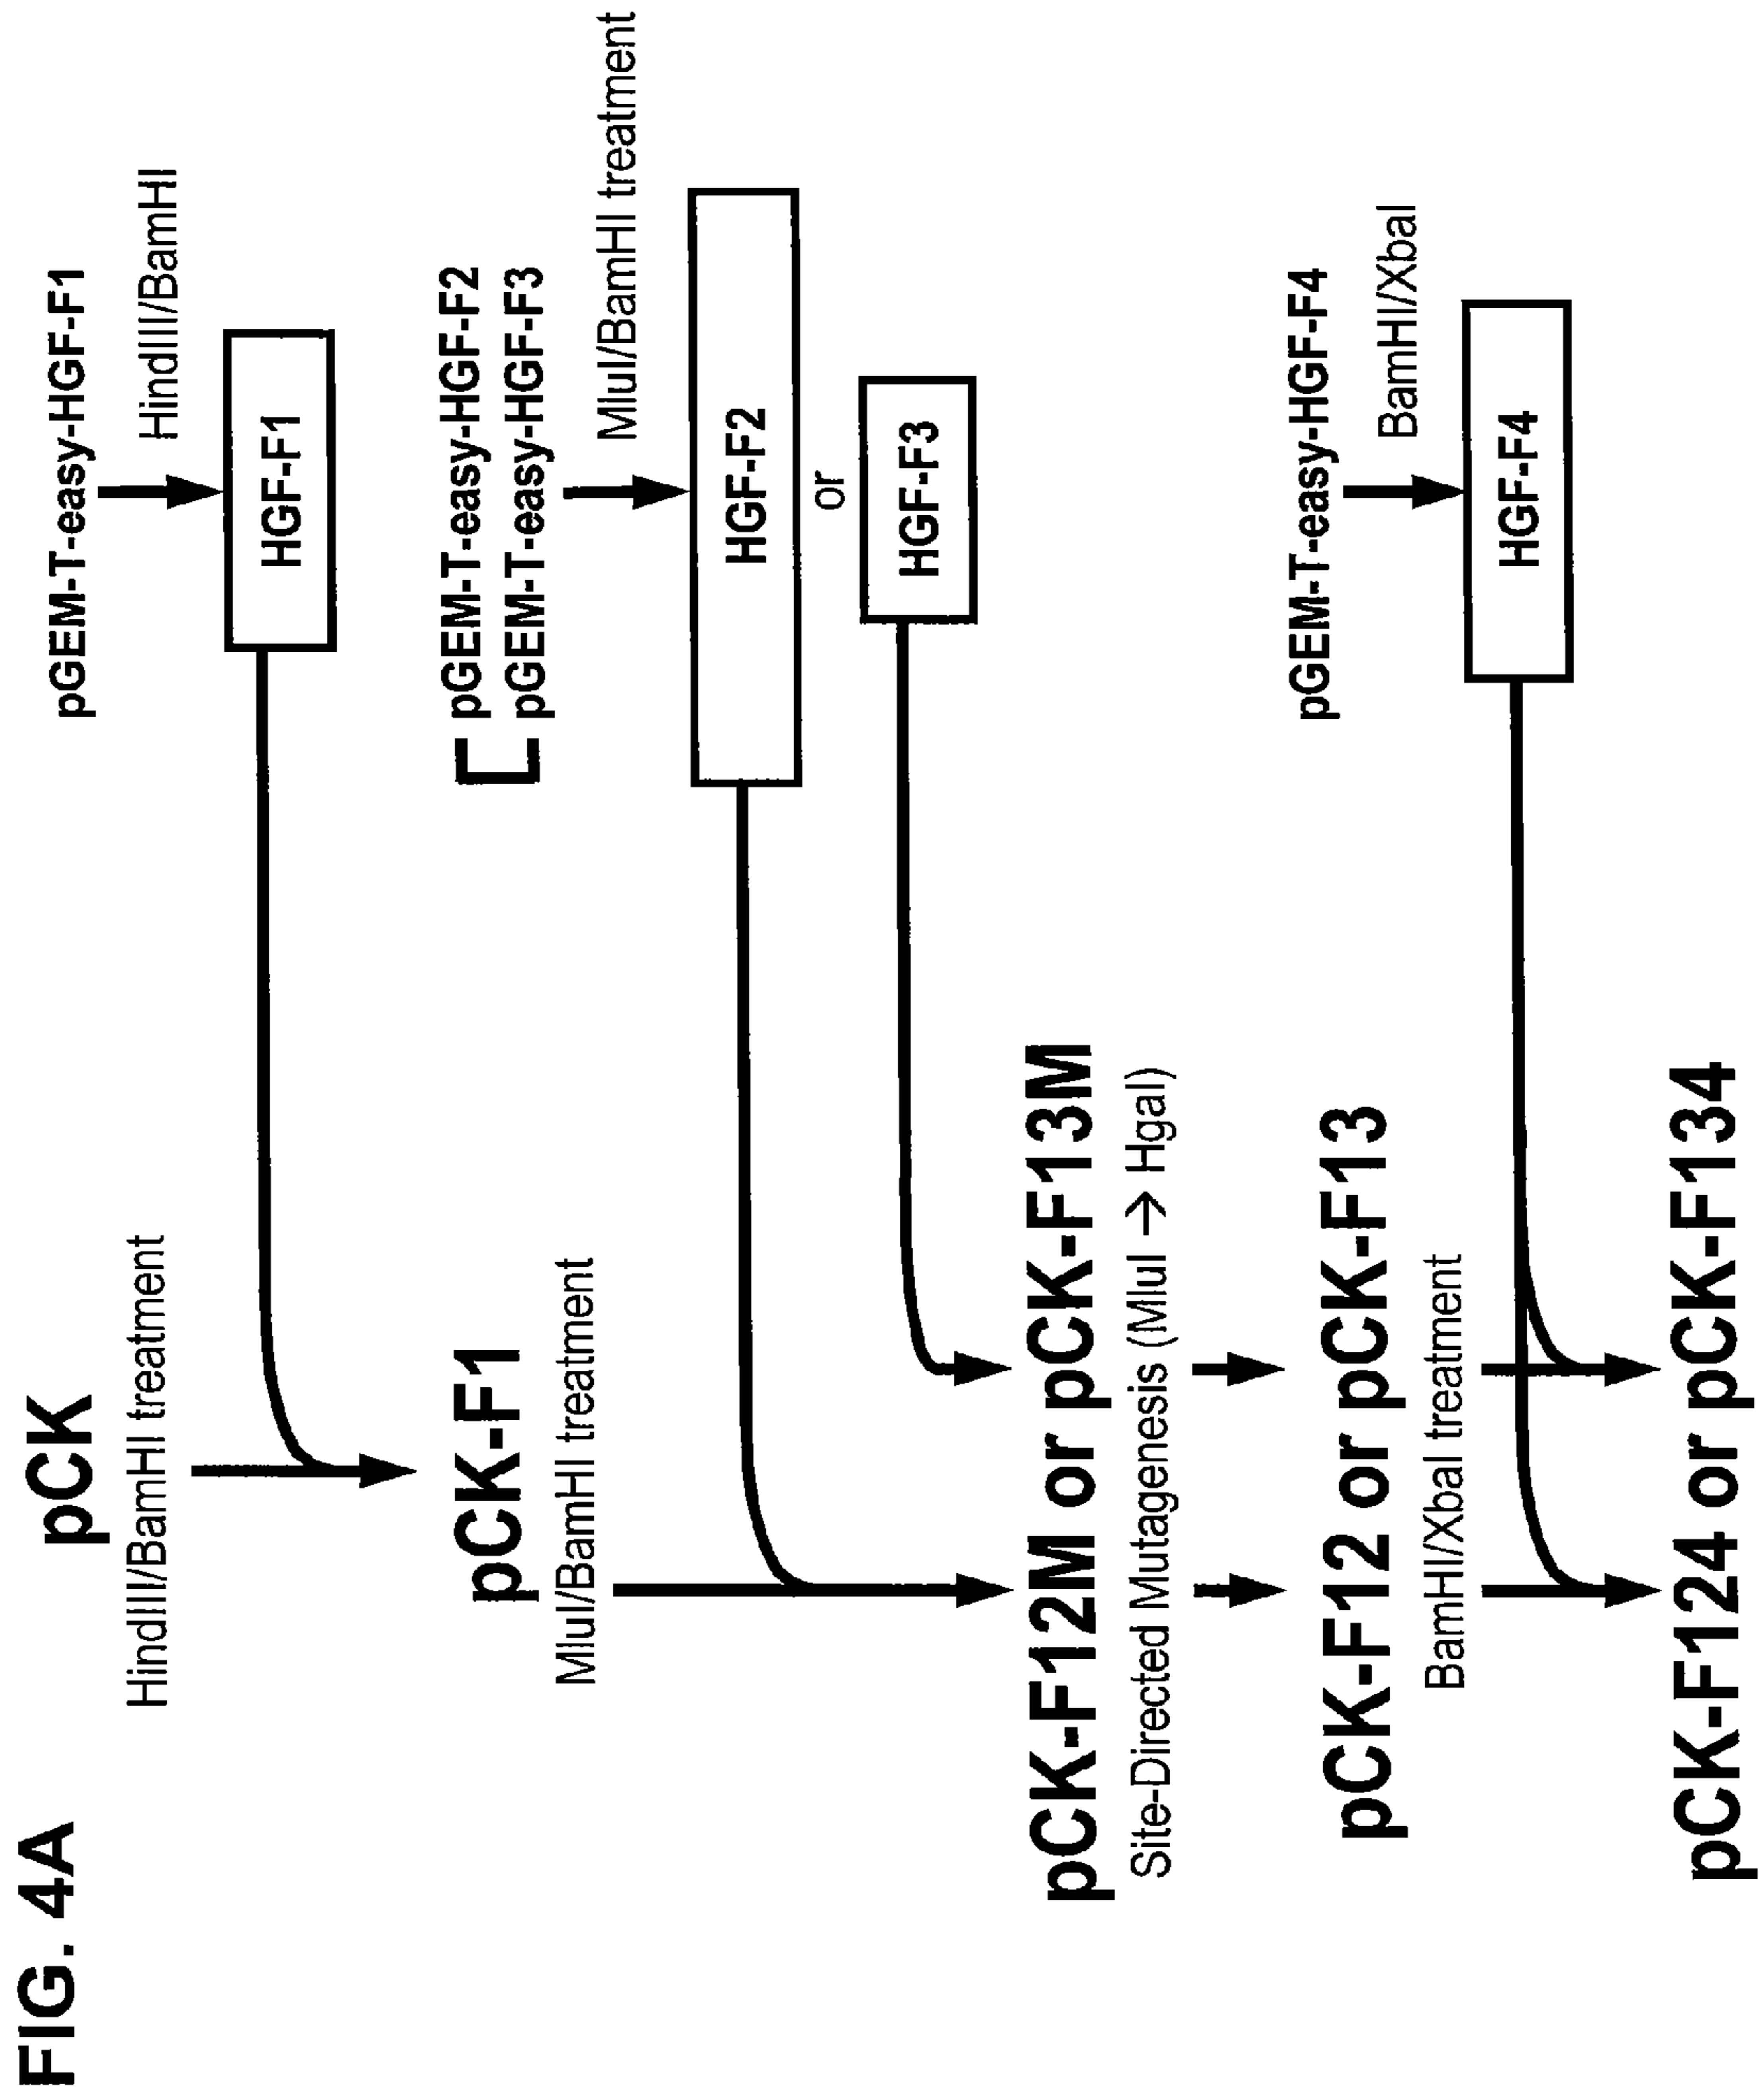 FIG. 4A
pCK
HindIII/BamHI treatment
pGEM-T-easy-HGF-F1
HindIII/BamHI
HGF-F1
pCK-F1
MluI/BamHI treatment
pGEM-T-easy-HGF-F2
pGEM-T-easy-HGF-F3
MluI/BamHI treatment
HGF-F2
or
HGF-F3
pCK-F12M or pCK-F13M
Site-Directed Mutagenesis (MluI → HgaI)
pCK-F12 or pCK-F13
BamHI/XbaI treatment
pGEM-T-easy-HGF-F4
BamHI/XbaI
HGF-F4
pCK-F124 or pCK-F134